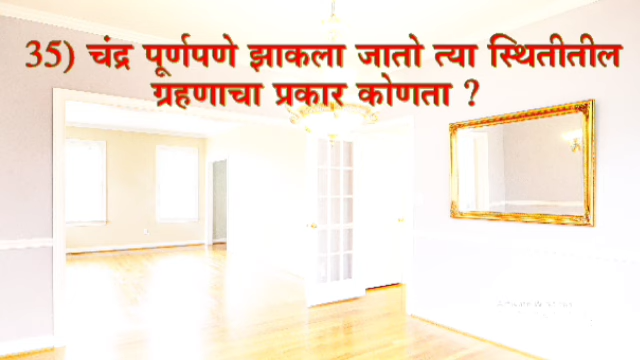 35) चंद्र पूर्णपणे झाकला जातो त्या स्थितीतील
ग्रहणाचा प्रकार कोणता ?